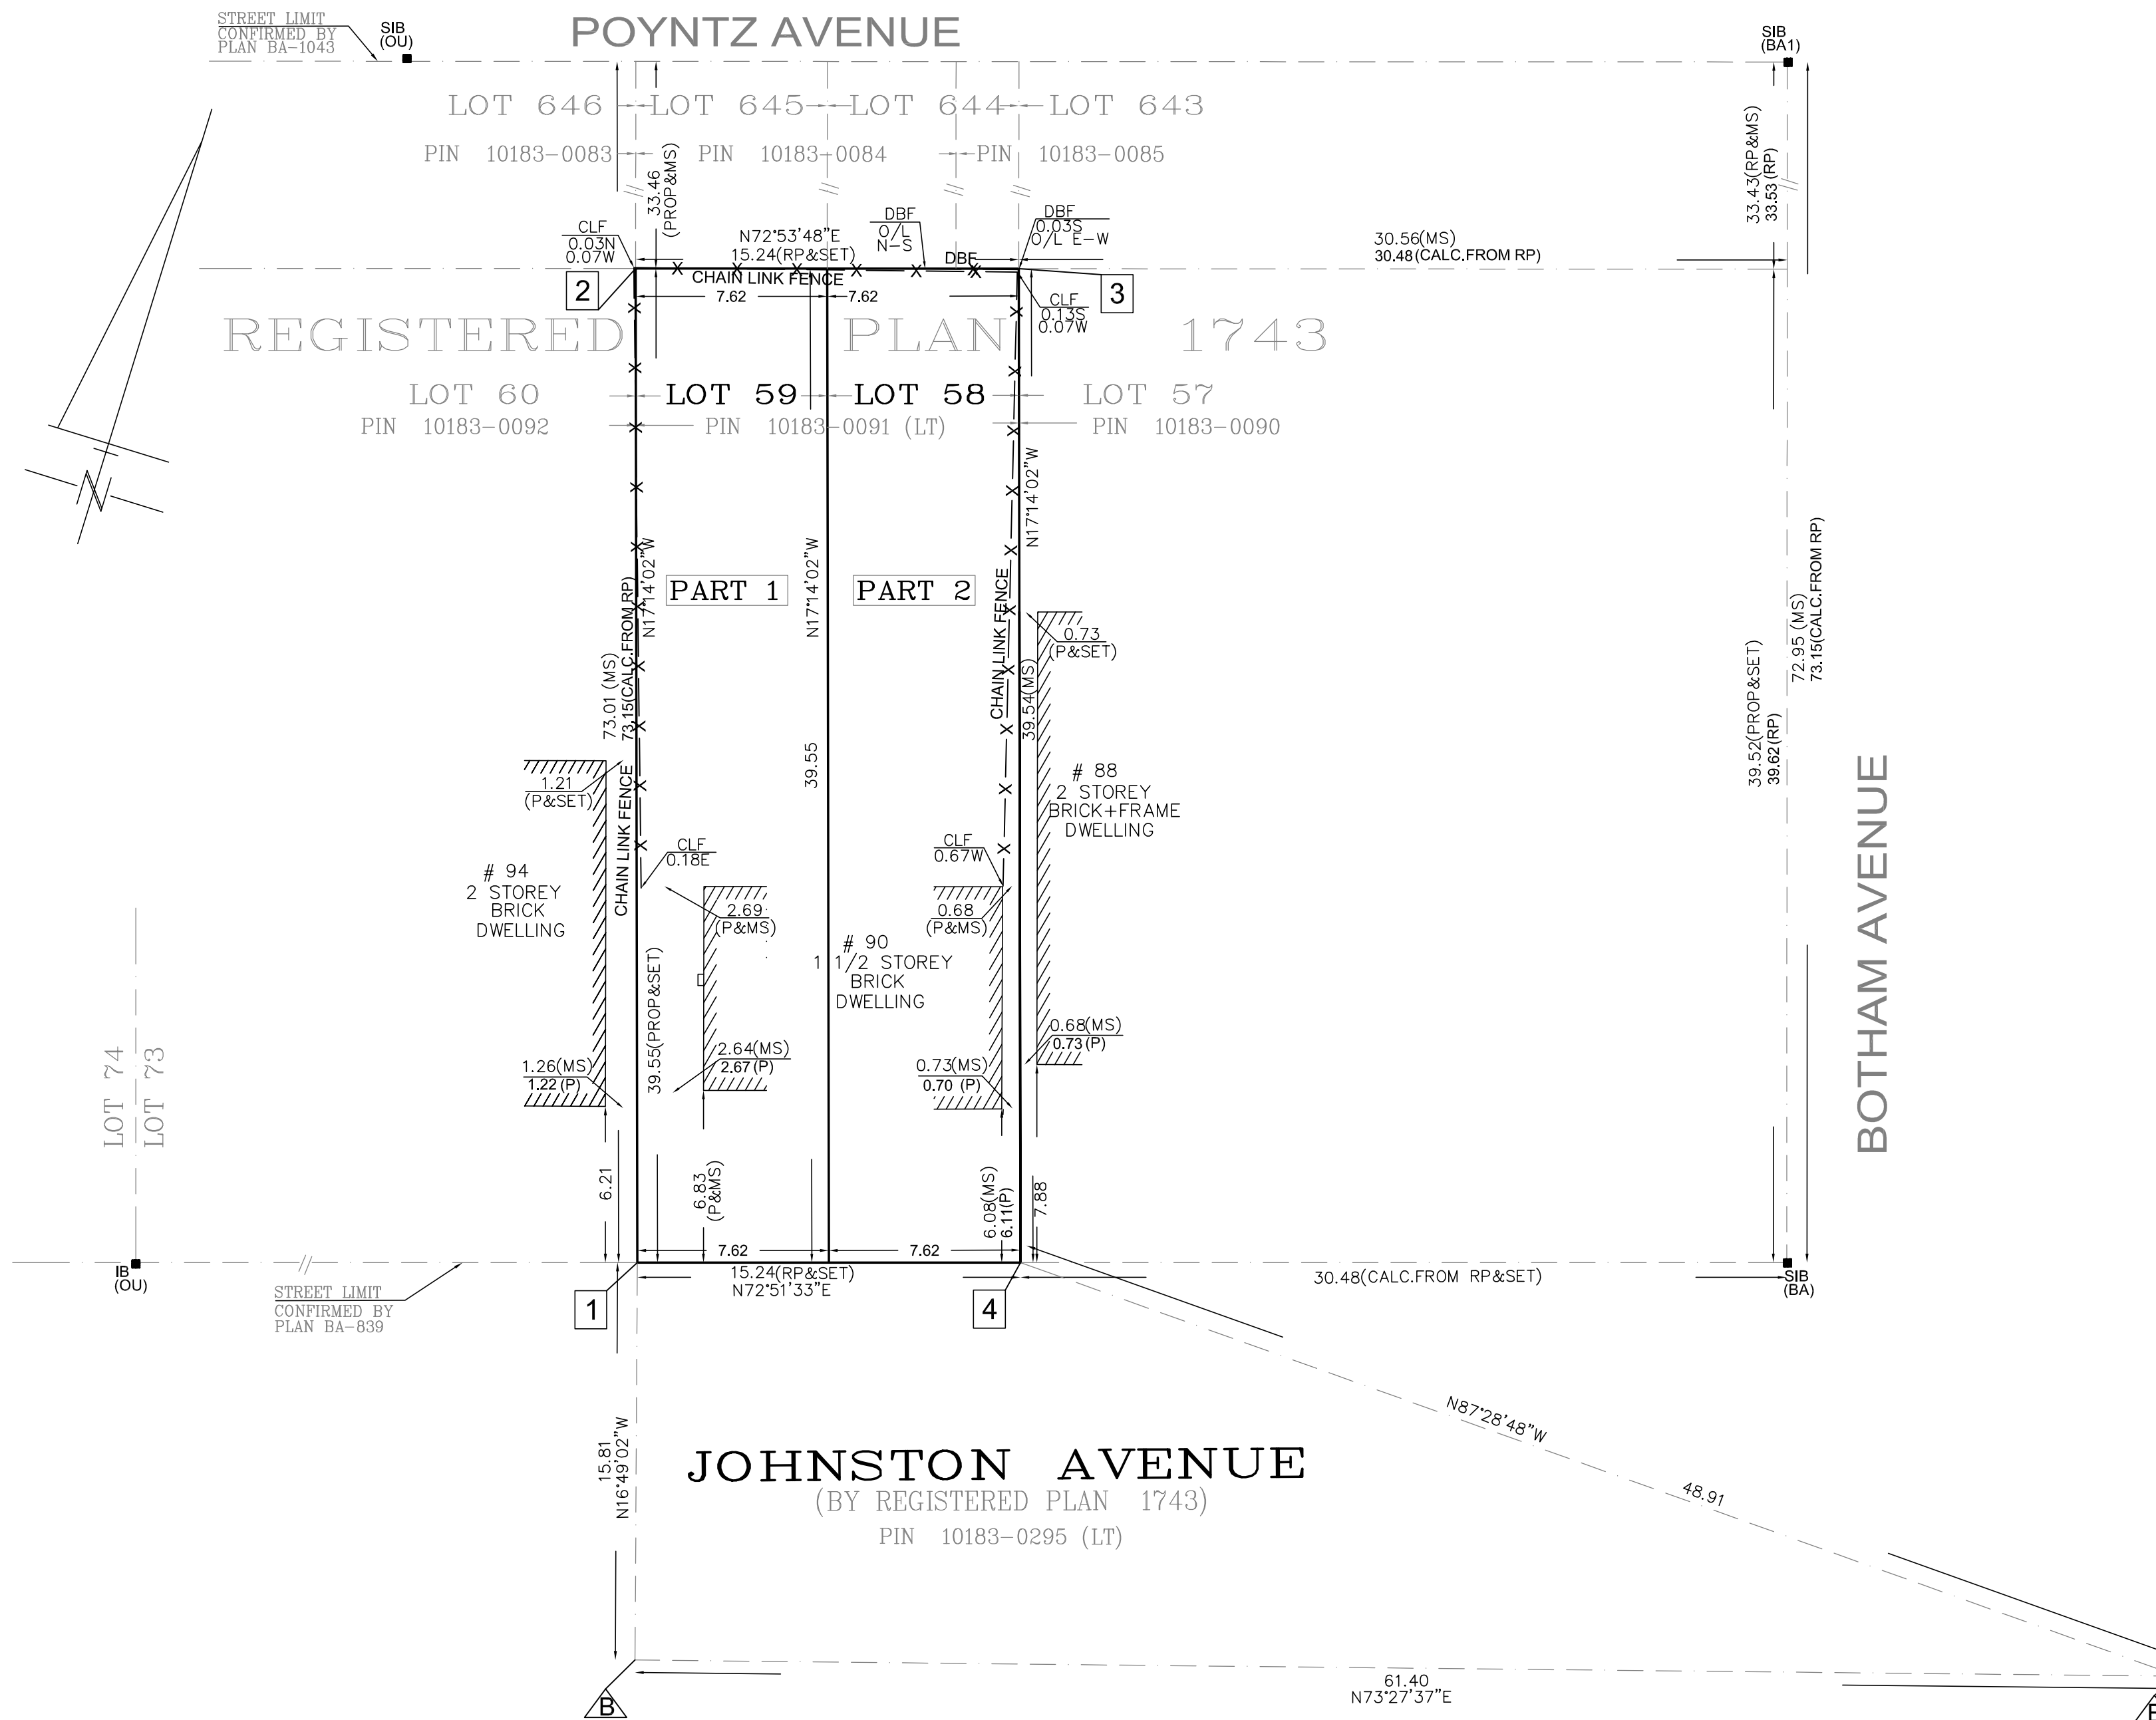 STREET LIMIT
CONFIRMED BY
PLAN BA-1043
SIB
(OU)
POYNTZ AVENUE
SIB
(BA1)
LOT 646
LOT 645
LOT 644
LOT 643
PIN 10183-0083
PIN 10183-0084
PIN 10183-0085
33.46
(PROP&MS)
33.43(RP&MS)
33.53 (RP)
CLF
0.03N
0.07W
N72°53'48"E
15.24(RP&SET)
DBF
O/L
N-S
DBF
0.03S
O/L E-W
DBF
30.56(MS)
30.48(CALC.FROM RP)
CHAIN LINK FENCE
2
7.62
7.62
3
CLF
0.13S
0.07W
REGISTERED PLAN 1743
LOT 60
LOT 59
LOT 58
LOT 57
PIN 10183-0092
PIN 10183-0091 (LT)
PIN 10183-0090
N
N17°14'02"W
N17°14'02"W
N17°14'02"W
PART 1
PART 2
73.01 (MS)
73.15(CALC.FROM RP)
CHAIN LINK FENCE
39.54(MS)
0.73
(P&SET)
72.95 (MS)
73.15(CALC.FROM RP)
39.52(PROP&SET)
39.62(RP)
39.55
1.21
(P&SET)
# 88
2 STOREY
BRICK+FRAME
DWELLING
BOTHAM AVENUE
CHAIN LINK FENCE
CLF
0.18E
CLF
0.67W
# 94
2 STOREY
BRICK
DWELLING
2.69
(P&MS)
0.68
(P&MS)
# 90
1 1/2 STOREY
BRICK
DWELLING
39.55(PROP&SET)
LOT 74
LOT 73
1.26(MS)
1.22 (P)
2.64(MS)
2.67 (P)
0.73(MS)
0.70 (P)
0.68(MS)
0.73 (P)
6.21
6.83
(P&MS)
6.08(MS)
6.11(P)
7.88
7.62
7.62
IB
(OU)
15.24(RP&SET)
N72°51'33"E
30.48(CALC.FROM RP&SET)
SIB
(BA)
STREET LIMIT
CONFIRMED BY
PLAN BA-839
1
4
15.81
N16°49'02"W
N87°28'48"W
48.91
JOHNSTON AVENUE
(BY REGISTERED PLAN 1743)
PIN 10183-0295 (LT)
61.40
N73°27'37"E
B